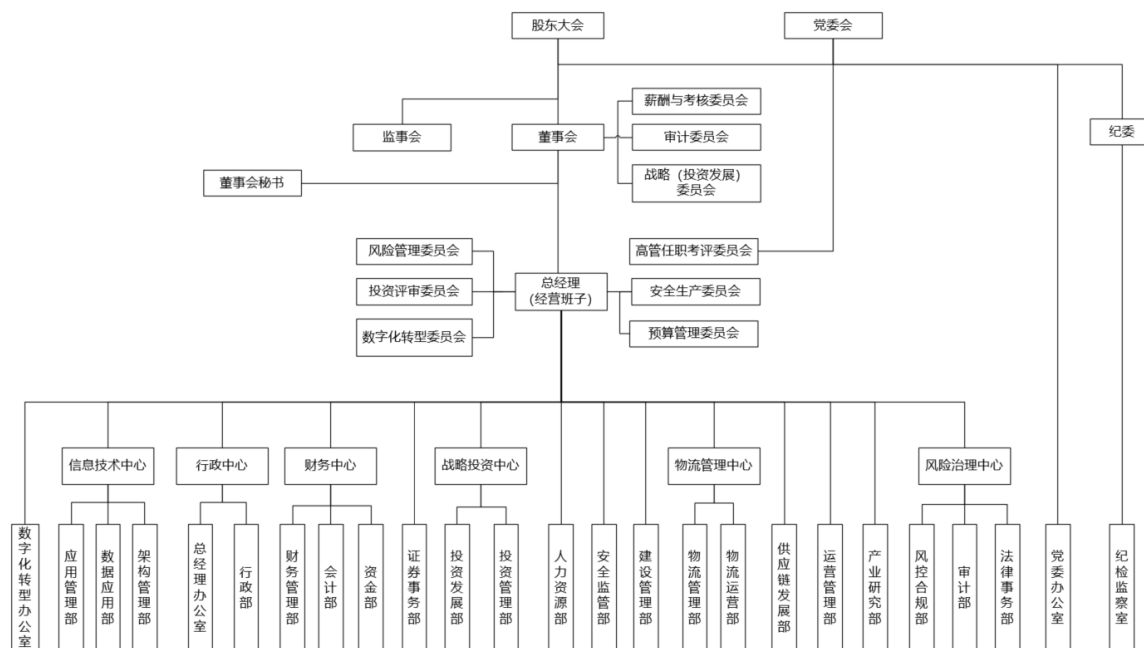 股东大会
党委会
薪酬与考核委员会
监事会
董事会
审计委员会
纪委
董事会秘书
战略（投资发展）
委员会
风险管理委员会
高管任职考评委员会
总经理
（经营班子）
投资评审委员会
安全生产委员会
数字化转型委员会
预算管理委员会
信息技术中心
行政中心
财务中心
战略投资中心
物流管理中心
风险治理中心
数字化转型办公室
应用管理部
数据应用部
架构管理部
总经理办公室
行政部
财务管理部
会计部
资金部
证券事务部
投资发展部
投资管理部
人力资源部
安全监管部
建设管理部
物流管理部
物流运营部
供应链发展部
运营管理部
产业研究部
风控合规部
审计部
法律事务部
党委办公室
纪检监察室